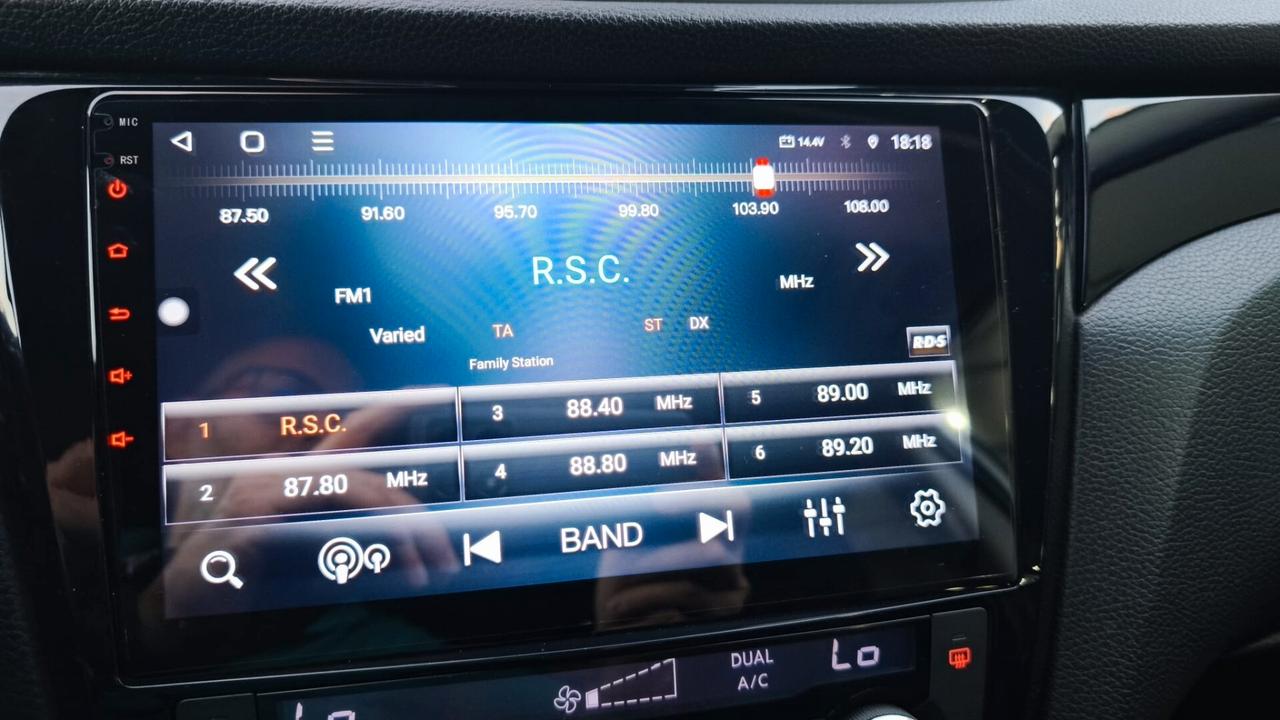 MIC
14.4V 18:18
RST
87.50 91.60 95.70 99.80 103.90 108.00
R.S.C.
FM1 MHz
Varied TA ST DX
Family Station R·D·S
1 R.S.C. 3 88.40 MHz 5 89.00 MHz
2 87.80 MHz 4 88.80 MHz 6 89.20 MHz
BAND
DUAL Lo
A/C
Lo